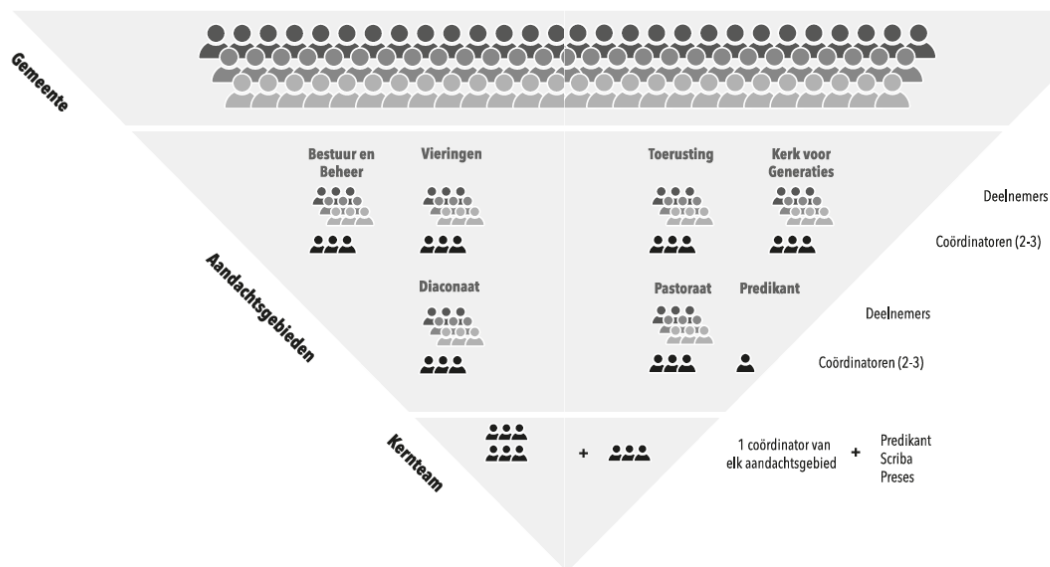 Gemeente
Bestuur en
Beheer
Vieringen
Toerusting
Kerk voor
Generaties
Deelnemers
Coördinatoren (2-3)
Aandachtsgebieden
Diaconaat
Pastoraat
Predikant
Deelnemers
Coördinatoren (2-3)
Kernteam
+
1 coördinator van
elk aandachtsgebied
+
Predikant
Scriba
Preses